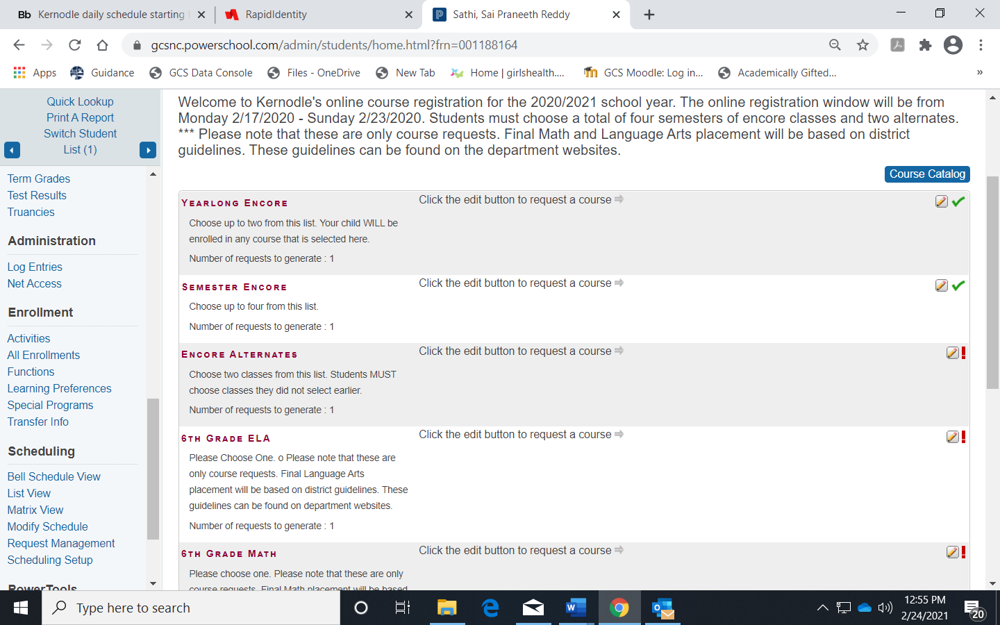 Bb Kernodle daily schedule starting
RapidIdentity
Sathi, Sai Praneeth Reddy
gcsnc.powerschool.com/admin/students/home.html?frn=001188164
Apps Guidance GCS Data Console Files - OneDrive New Tab Home | girlshealth.... GCS Moodle: Log in... Academically Gifted... »
Quick Lookup
Print A Report
Switch Student
List (1)
Term Grades
Test Results
Truancies
Administration
Log Entries
Net Access
Enrollment
Activities
All Enrollments
Functions
Learning Preferences
Special Programs
Transfer Info
Scheduling
Bell Schedule View
List View
Matrix View
Modify Schedule
Request Management
Scheduling Setup
PowerTools
Welcome to Kernodle's online course registration for the 2020/2021 school year. The online registration window will be from
Monday 2/17/2020 - Sunday 2/23/2020. Students must choose a total of four semesters of encore classes and two alternates.
*** Please note that these are only course requests. Final Math and Language Arts placement will be based on district
guidelines. These guidelines can be found on the department websites.
Course Catalog
Yearlong Encore
Click the edit button to request a course
Choose up to two from this list. Your child WILL be
enrolled in any course that is selected here.
Number of requests to generate : 1
Semester Encore
Click the edit button to request a course
Choose up to four from this list.
Number of requests to generate : 1
Encore Alternates
Click the edit button to request a course
Choose two classes from this list. Students MUST
choose classes they did not select earlier.
Number of requests to generate : 1
6th Grade ELA
Click the edit button to request a course
Please Choose One. o Please note that these are
only course requests. Final Language Arts
placement will be based on district guidelines. These
guidelines can be found on department websites.
Number of requests to generate : 1
6th Grade Math
Click the edit button to request a course
Please choose one. Please note that these are only
course requests. Final Math placement will be based
Type here to search
12:55 PM
2/24/2021
20